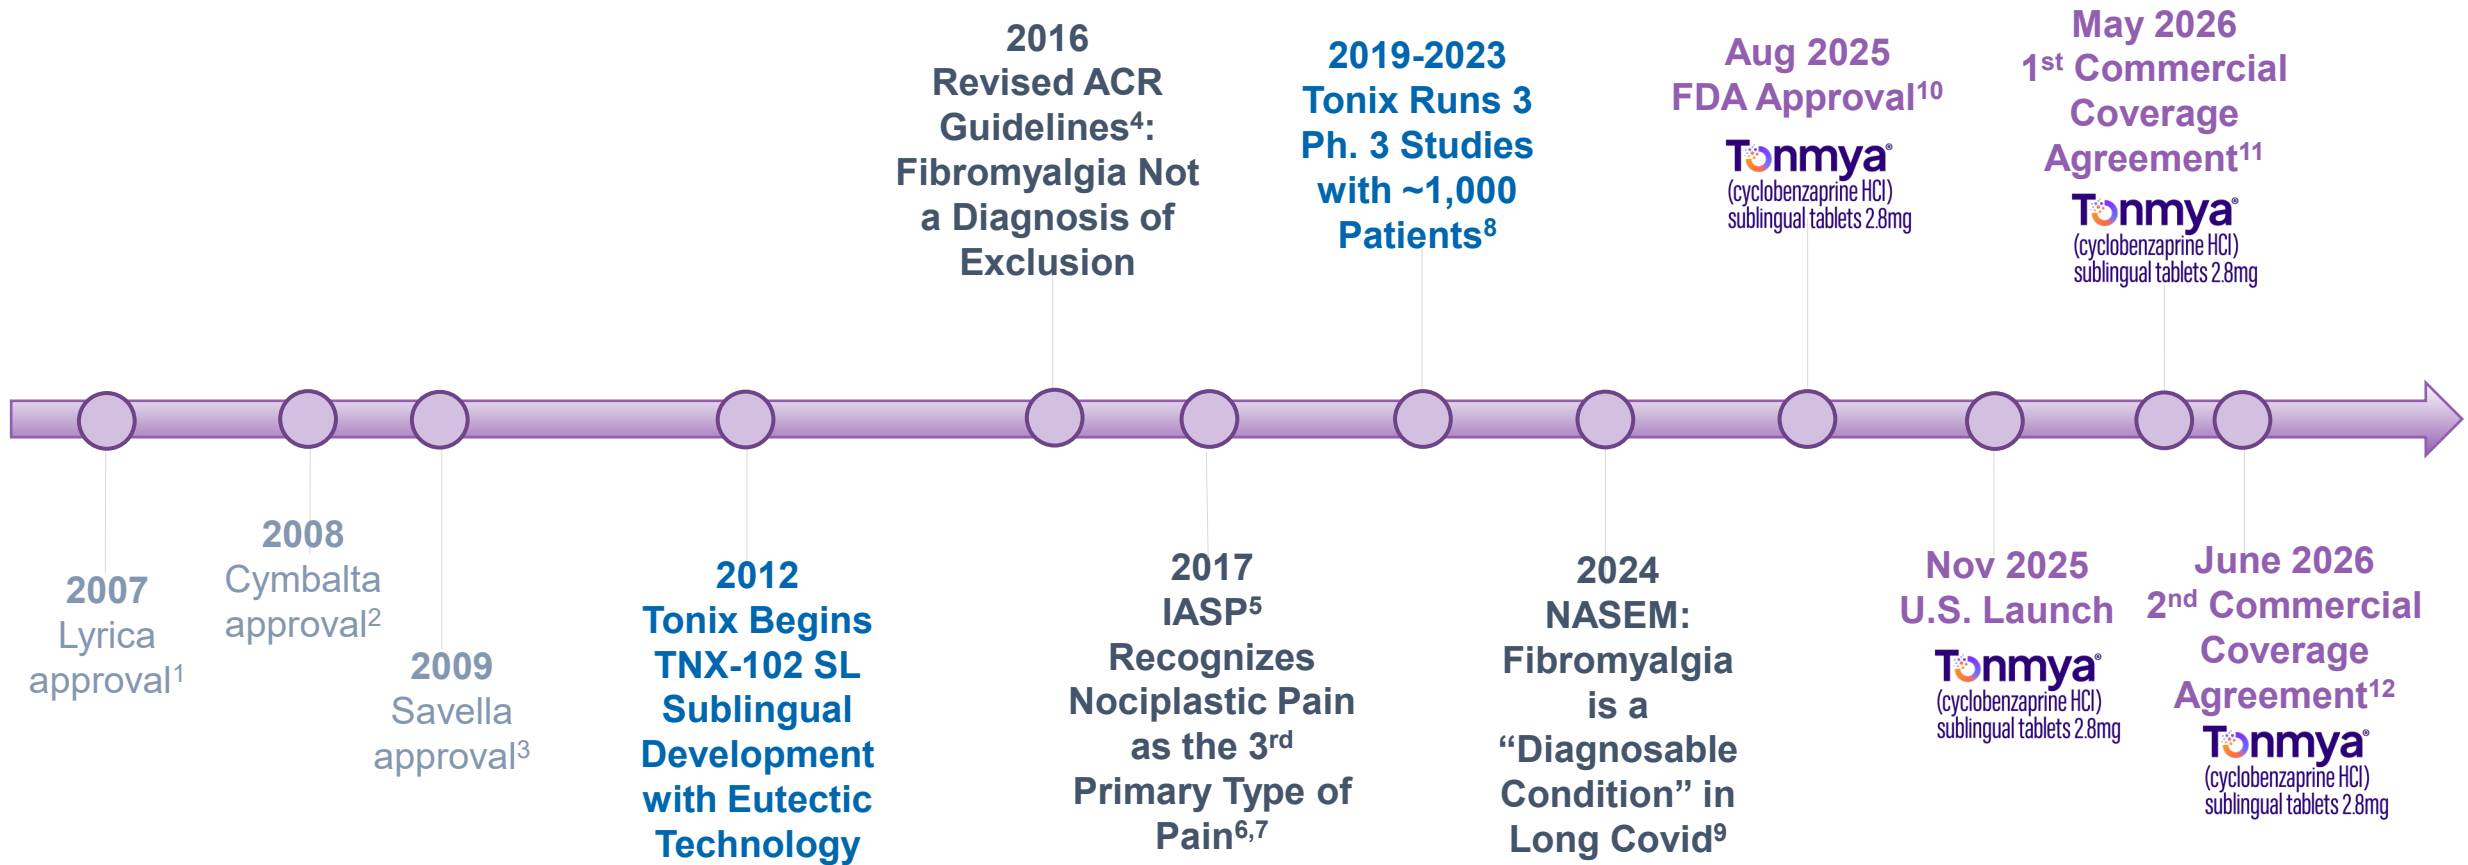 2007
Lyrica
approval1
2008
Cymbalta
approval2
2009
Savella
approval3
2012
Tonix Begins
TNX-102 SL
Sublingual
Development
with Eutectic
Technology
2016
Revised ACR
Guidelines4:
Fibromyalgia Not
a Diagnosis of
Exclusion
2017
IASP5
Recognizes
Nociplastic Pain
as the 3rd
Primary Type of
Pain6,7
2019-2023
Tonix Runs 3
Ph. 3 Studies
with ~1,000
Patients8
2024
NASEM:
Fibromyalgia
is a
“Diagnosable
Condition” in
Long Covid9
Aug 2025
FDA Approval10
Tonmya®
(cyclobenzaprine HCl)
sublingual tablets 2.8mg
Nov 2025
U.S. Launch
Tonmya®
(cyclobenzaprine HCl)
sublingual tablets 2.8mg
May 2026
1st Commercial
Coverage
Agreement11
Tonmya®
(cyclobenzaprine HCl)
sublingual tablets 2.8mg
June 2026
2nd Commercial
Coverage
Agreement12
Tonmya®
(cyclobenzaprine HCl)
sublingual tablets 2.8mg